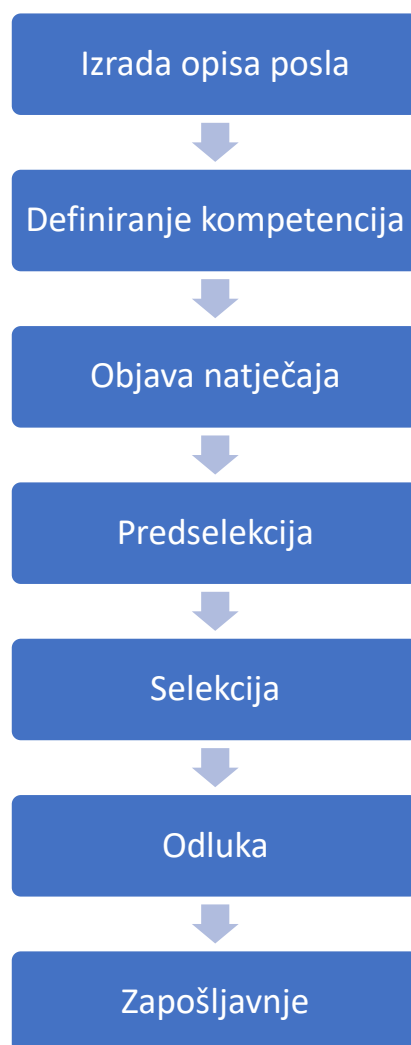 Izrada opisa posla
Definiranje kompetencija
Objava natječaja
Predselekcija
Selekcija
Odluka
Zapošljavnje